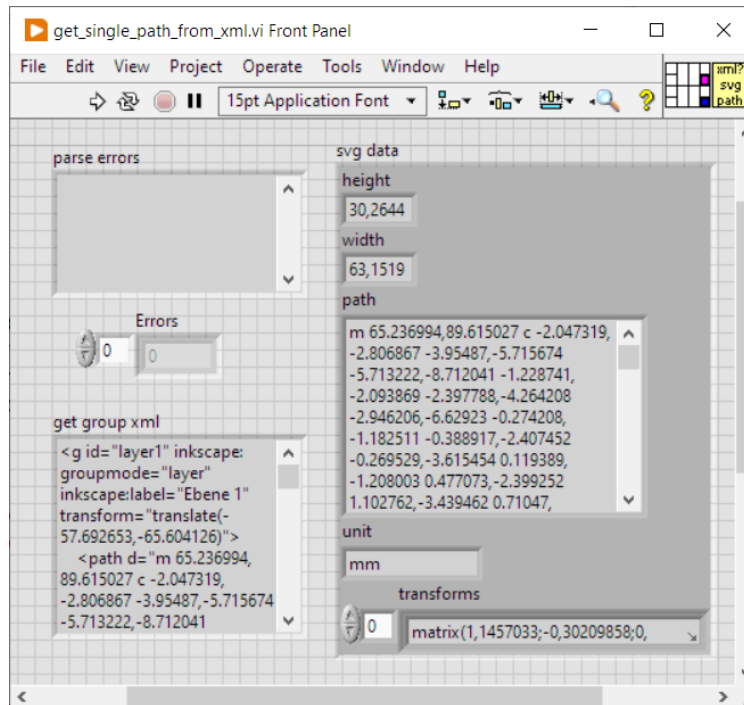 get_single_path_from_xml.vi Front Panel
File Edit View Project Operate Tools Window Help
15pt Application Font
xml?
svg
path
parse errors
Errors
0
0
get group xml
<g id="layer1" inkscape:
groupmode="layer"
inkscape:label="Ebene 1"
transform="translate(-
57.692653,-65.604126)">
<path d="m 65.236994,
89.615027 c -2.047319,
-2.806867 -3.95487,-5.715674
-5.713222,-8.712041
svg data
height
30,2644
width
63,1519
path
m 65.236994,89.615027 c -2.047319,
-2.806867 -3.95487,-5.715674
-5.713222,-8.712041 -1.228741,
-2.093869 -2.397788,-4.264208
-2.946206,-6.62923 -0.274208,
-1.182511 -0.388917,-2.407452
-0.269529,-3.615454 0.119389,
-1.208003 0.477073,-2.399252
1.102762,-3.439462 0.71047,
unit
mm
transforms
0
matrix(1,1457033;-0,30209858;0,